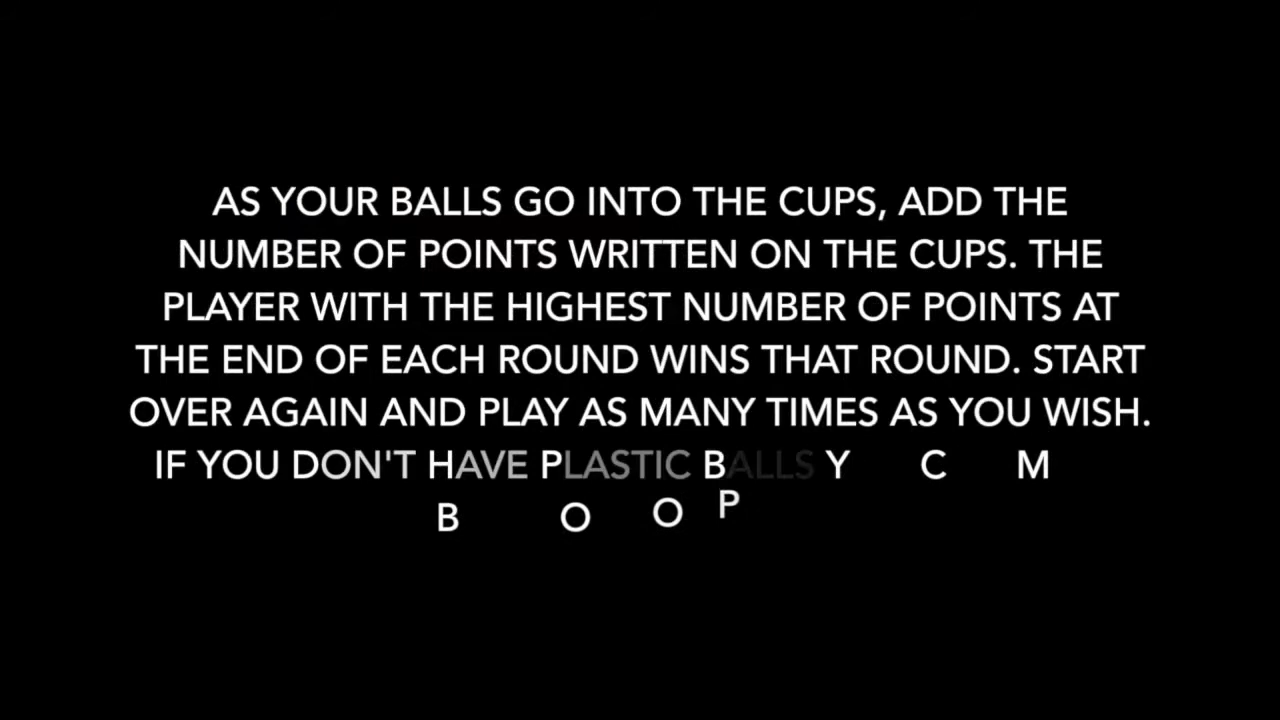 AS YOUR BALLS GO INTO THE CUPS, ADD THE
NUMBER OF POINTS WRITTEN ON THE CUPS. THE
PLAYER WITH THE HIGHEST NUMBER OF POINTS AT
THE END OF EACH ROUND WINS THAT ROUND. START
OVER AGAIN AND PLAY AS MANY TIMES AS YOU WISH.
IF YOU DON'T HAVE PLASTIC BALLS Y C M
B O O P